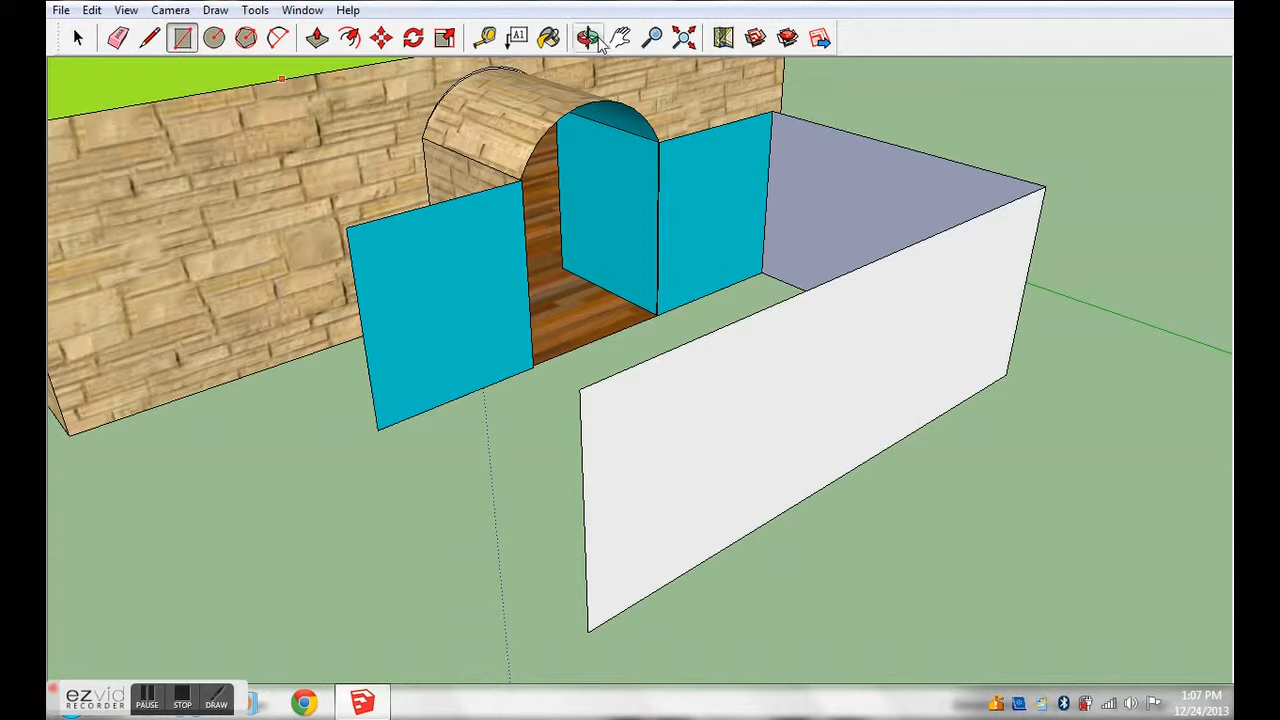 File Edit View Camera Draw Tools Window Help
A1
ezvid
RECORDER
PAUSE STOP DRAW
1:07 PM
12/24/2013